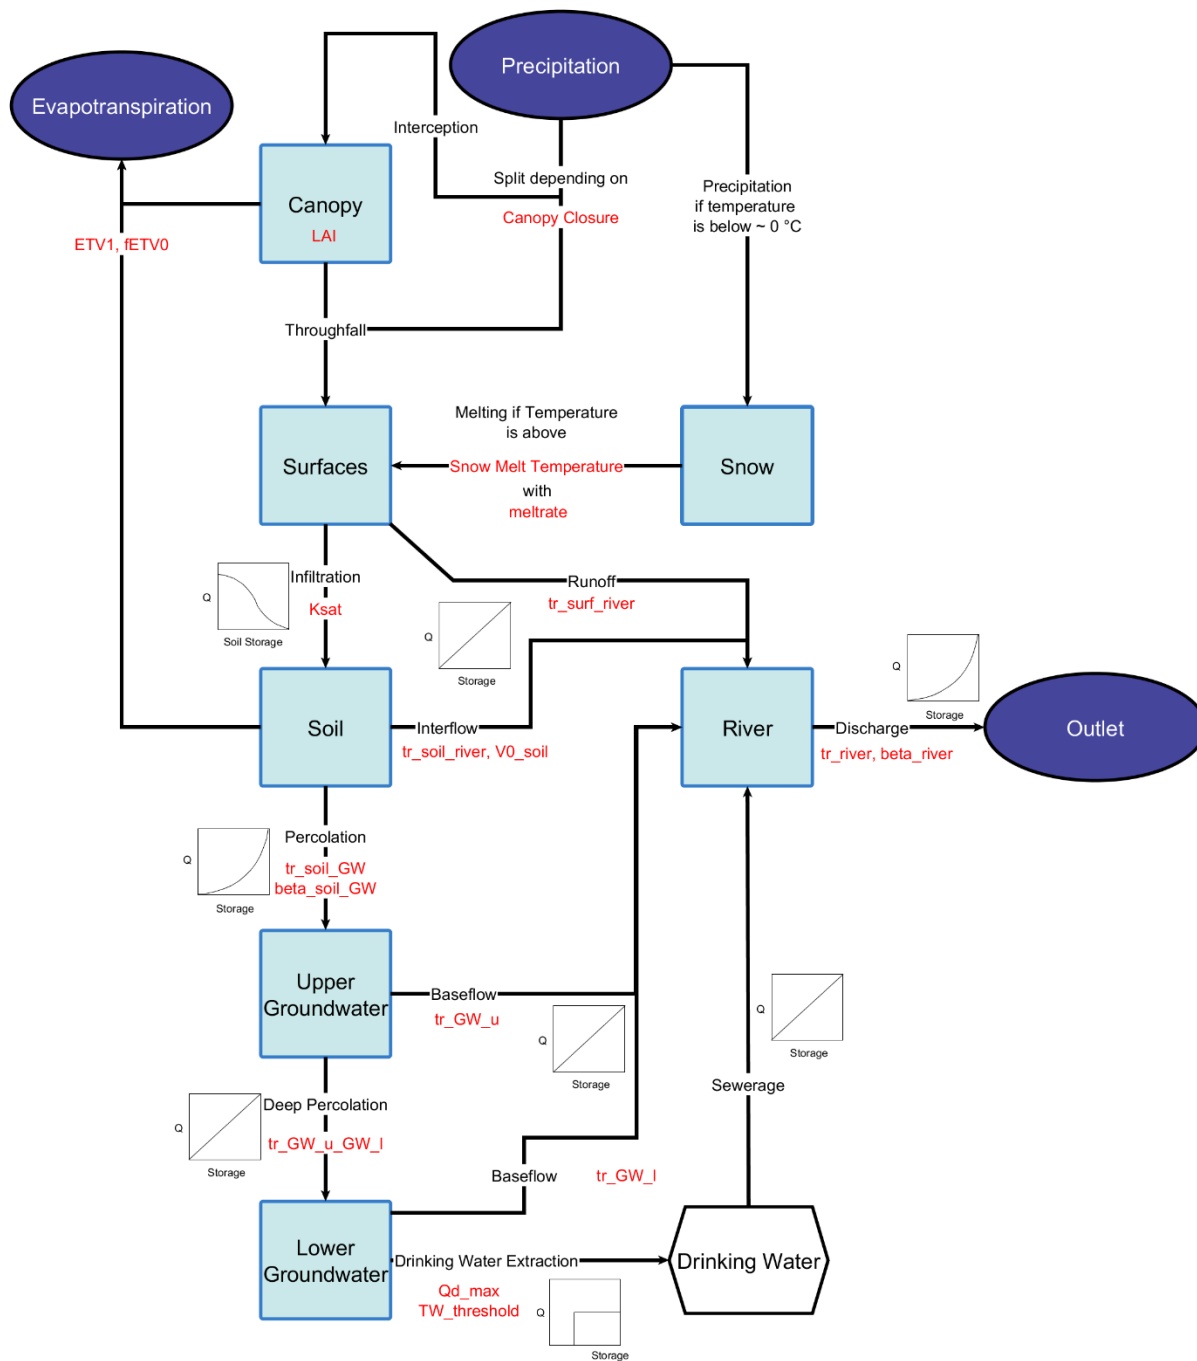 Precipitation
Evapotranspiration
Interception
Split depending on
Canopy Closure
Precipitation
if temperature
is below ~ 0 °C
Canopy
LAI
ETV1, fETV0
Throughfall
Melting if Temperature
is above
Snow Melt Temperature
with
meltrate
Surfaces
Snow
Infiltration
Ksat
Q
Soil Storage
Runoff
tr_surf_river
Q
Storage
Soil
Interflow
tr_soil_river, V0_soil
River
Q
Storage
Discharge
tr_river, beta_river
Outlet
Percolation
tr_soil_GW
beta_soil_GW
Q
Storage
Upper
Groundwater
Baseflow
tr_GW_u
Q
Storage
Q
Storage
Sewerage
Deep Percolation
tr_GW_u_GW_l
Q
Storage
Baseflow
tr_GW_l
Lower
Groundwater
Drinking Water Extraction
Qd_max
TW_threshold
Q
Storage
Drinking Water